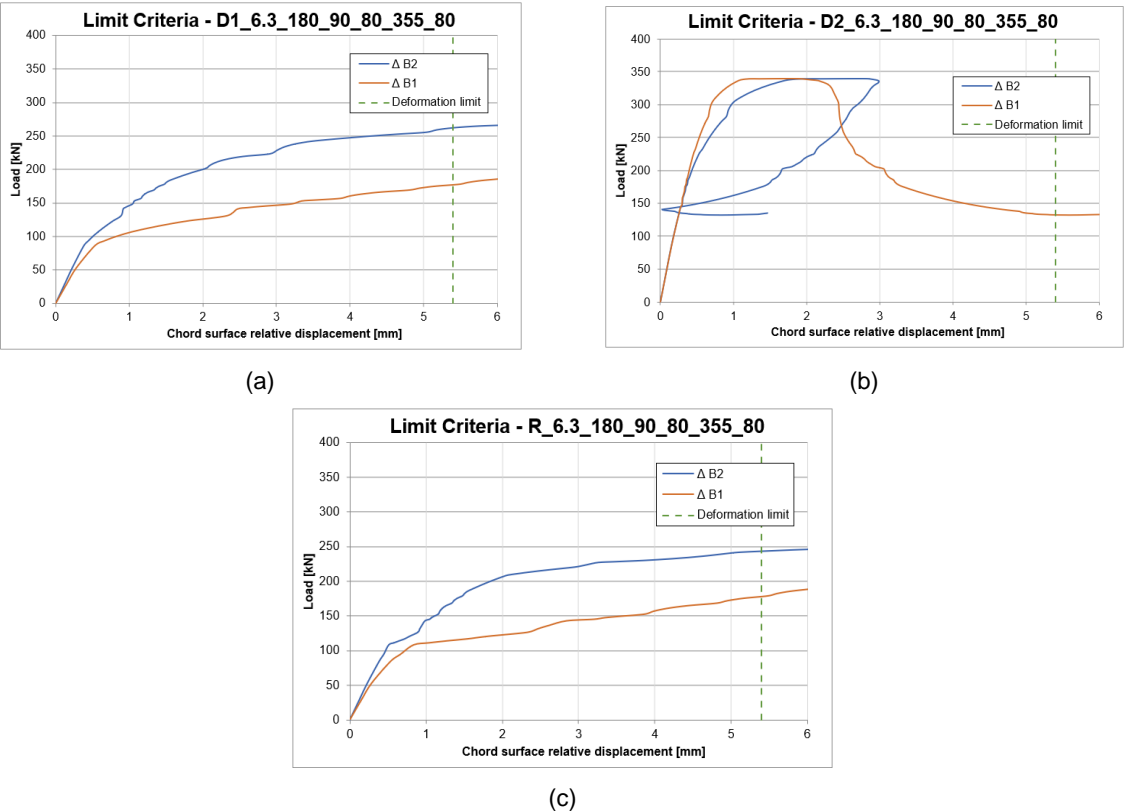 Limit Criteria - D1_6.3_180_90_80_355_80
400
350
300
250
200
150
100
50
0
Load [kN]
0 1 2 3 4 5 6
Chord surface relative displacement [mm]
Δ B2
Δ B1
Deformation limit
(a)
Limit Criteria - D2_6.3_180_90_80_355_80
400
350
300
250
200
150
100
50
0
Load [kN]
0 1 2 3 4 5 6
Chord surface relative displacement [mm]
Δ B2
Δ B1
Deformation limit
(b)
Limit Criteria - R_6.3_180_90_80_355_80
400
350
300
250
200
150
100
50
0
Load [kN]
0 1 2 3 4 5 6
Chord surface relative displacement [mm]
Δ B2
Δ B1
Deformation limit
(c)